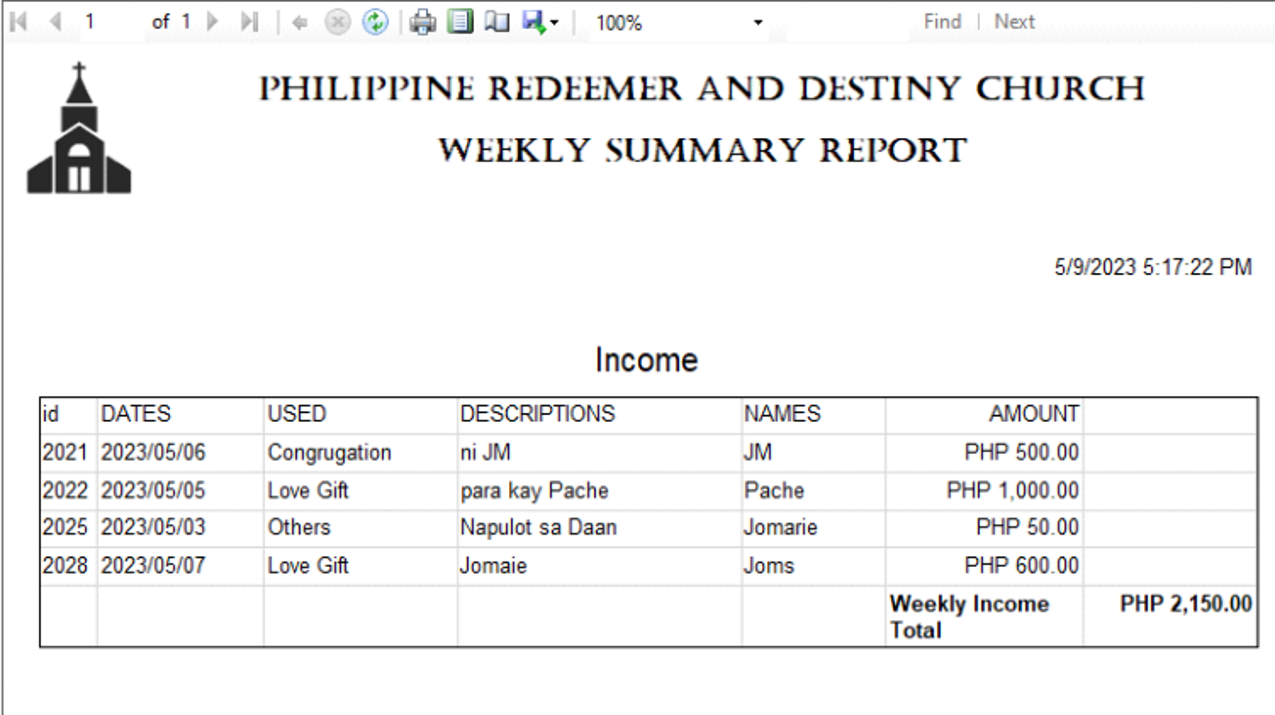 1 of 1 100% Find | Next
PHILIPPINE REDEEMER AND DESTINY CHURCH
WEEKLY SUMMARY REPORT
5/9/2023 5:17:22 PM
Income
id DATES USED DESCRIPTIONS NAMES AMOUNT
2021 2023/05/06 Congrugation ni JM JM PHP 500.00
2022 2023/05/05 Love Gift para kay Pache Pache PHP 1,000.00
2025 2023/05/03 Others Napulot sa Daan Jomarie PHP 50.00
2028 2023/05/07 Love Gift Jomaie Joms PHP 600.00
Weekly Income PHP 2,150.00
Total